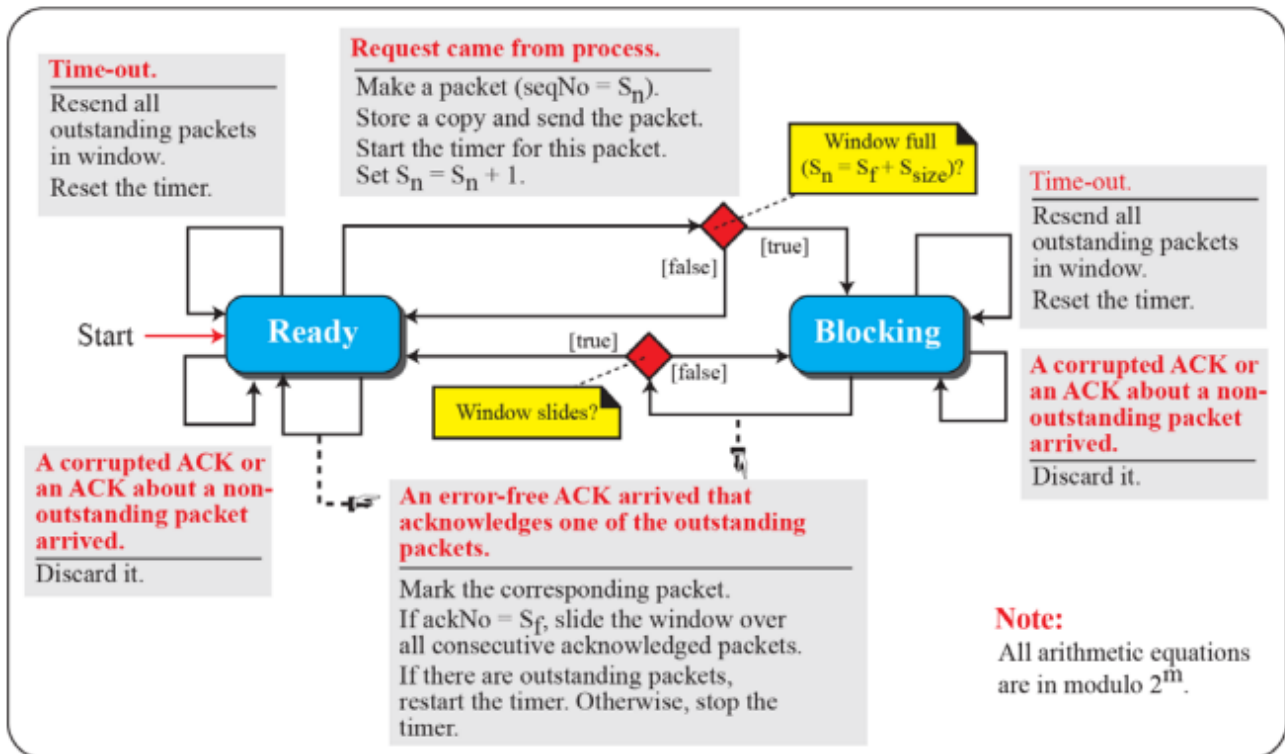 Time-out.
Resend all
outstanding packets
in window.
Reset the timer.
Request came from process.
Make a packet (seqNo = Sn).
Store a copy and send the packet.
Start the timer for this packet.
Set Sn = Sn + 1.
Window full
(Sn = Sf + Ssize)?
Time-out.
Resend all
outstanding packets
in window.
Reset the timer.
[true]
[false]
Start
Ready
Blocking
[true]
[false]
Window slides?
A corrupted ACK or
an ACK about a non-
outstanding packet
arrived.
Discard it.
A corrupted ACK or
an ACK about a non-
outstanding packet
arrived.
Discard it.
An error-free ACK arrived that
acknowledges one of the outstanding
packets.
Mark the corresponding packet.
If ackNo = Sf, slide the window over
all consecutive acknowledged packets.
If there are outstanding packets,
restart the timer. Otherwise, stop the
timer.
Note:
All arithmetic equations
are in modulo 2^m.